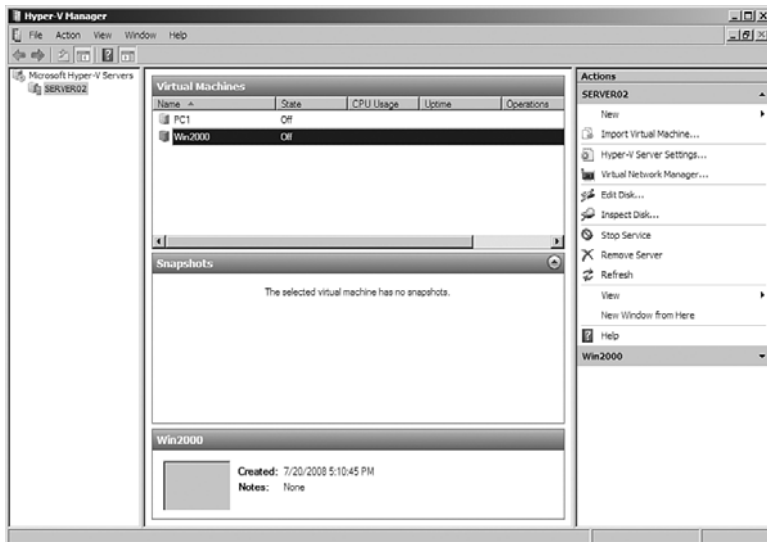 Hyper-V Manager
File Action View Window Help
Microsoft Hyper-V Servers
SERVER02
Virtual Machines
Name State CPU Usage Uptime Operations
PC1 Off
Win2000 Off
Snapshots
The selected virtual machine has no snapshots.
Win2000
Created: 7/20/2008 5:10:45 PM
Notes: None
Actions
SERVER02
New
Import Virtual Machine...
Hyper-V Server Settings...
Virtual Network Manager...
Edit Disk...
Inspect Disk...
Stop Service
Remove Server
Refresh
View
New Window from Here
Help
Win2000